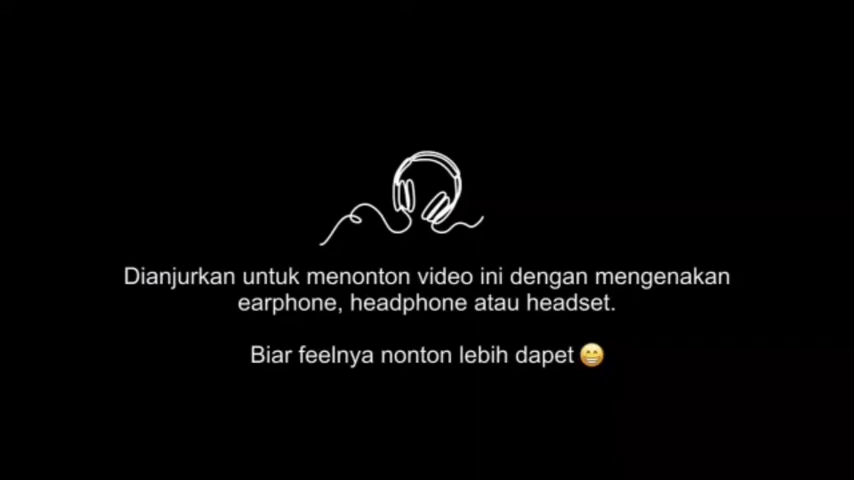 Dianjurkan untuk menonton video ini dengan mengenakan
earphone, headphone atau headset.
Biar feelnya nonton lebih dapet 😁